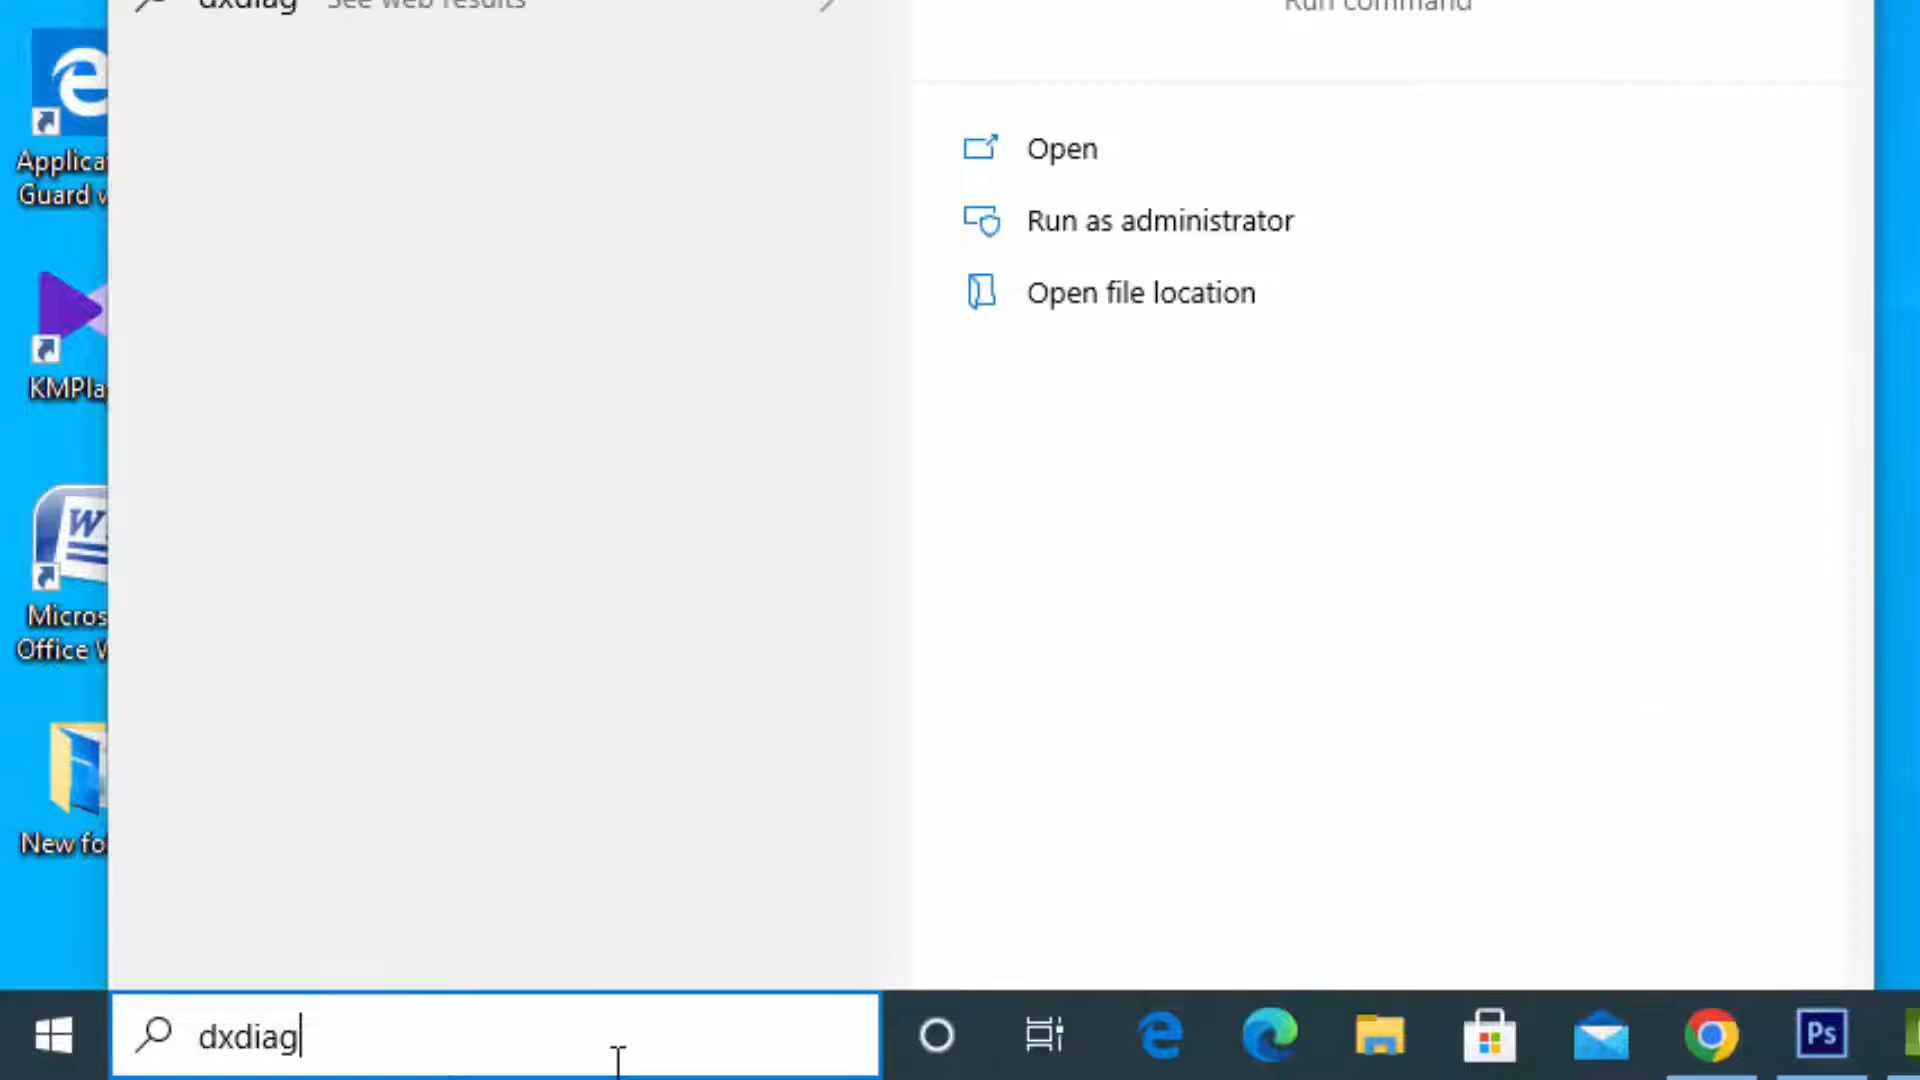 dxdiag See web results
Run command
Applica
Guard w
Open
Run as administrator
Open file location
KMPla
W
Micros
Office W
New fo
dxdiag
Ps